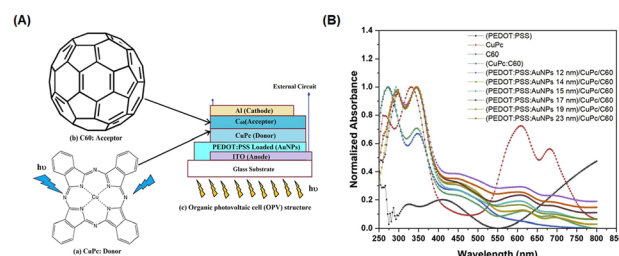 (A)
(b) C60: Acceptor
hυ
N
N
N
N
Cu
N
N
N
N
(a) CuPc: Donor
External Circuit
Al (Cathode)
C₆₀(Acceptor)
CuPc (Donor)
PEDOT:PSS Loaded (AuNPs)
ITO (Anode)
Glass Substrate
hυ
(c) Organic photovoltaic cell (OPV) structure
(B)
Normalized Absorbance
1.4
1.2
1.0
0.8
0.6
0.4
0.2
0.0
(PEDOT:PSS)
CuPc
C60
(CuPc:C60)
(PEDOT:PSS:AuNPs 12 nm)/CuPc/C60
(PEDOT:PSS:AuNPs 14 nm)/CuPc/C60
(PEDOT:PSS:AuNPs 15 nm)/CuPc/C60
(PEDOT:PSS:AuNPs 17 nm)/CuPc/C60
(PEDOT:PSS:AuNPs 19 nm)/CuPc/C60
(PEDOT:PSS:AuNPs 23 nm)/CuPc/C60
250 300 350 400 450 500 550 600 650 700 750 800 85
Wavelength (nm)